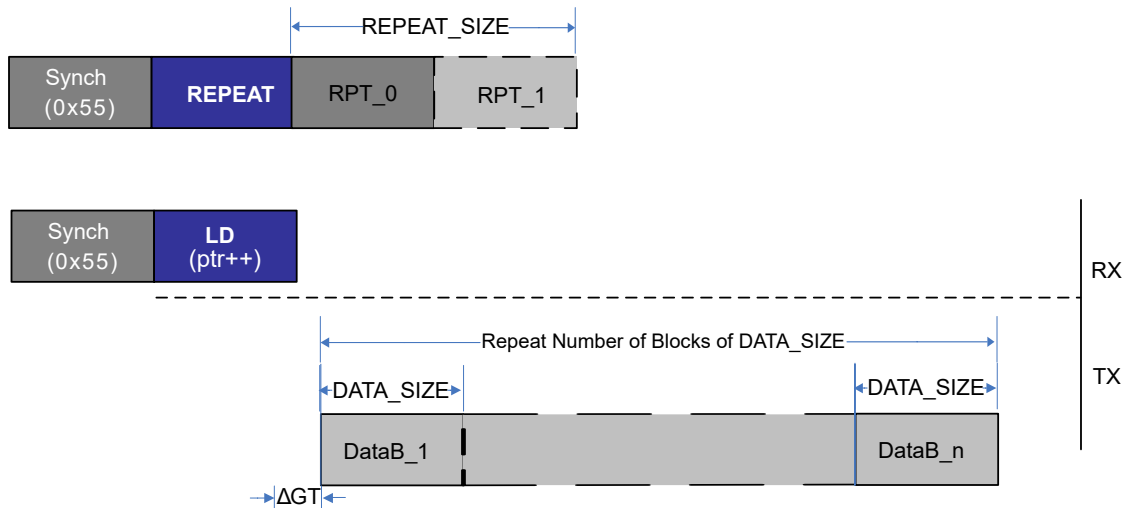 REPEAT_SIZE
Synch
(0x55)
REPEAT
RPT_0
RPT_1
Synch
(0x55)
LD
(ptr++)
RX
Repeat Number of Blocks of DATA_SIZE
TX
DATA_SIZE
DATA_SIZE
DataB_1
DataB_n
ΔGT